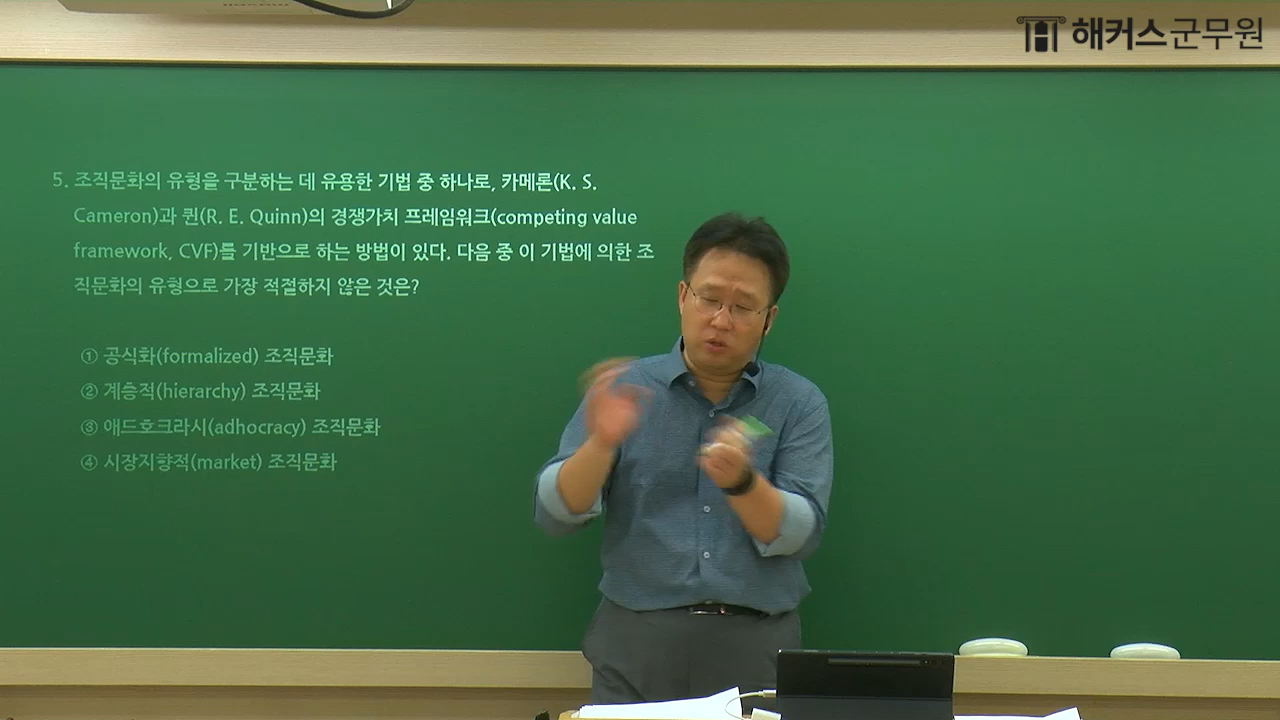 해커스군무원
5. 조직문화의 유형을 구분하는 데 유용한 기법 중 하나로, 카메론(K. S.
Cameron)과 퀸(R. E. Quinn)의 경쟁가치 프레임워크(competing value
framework, CVF)를 기반으로 하는 방법이 있다. 다음 중 이 기법에 의한 조
직문화의 유형으로 가장 적절하지 않은 것은?
① 공식화(formalized) 조직문화
② 계층적(hierarchy) 조직문화
③ 애드호크라시(adhocracy) 조직문화
④ 시장지향적(market) 조직문화